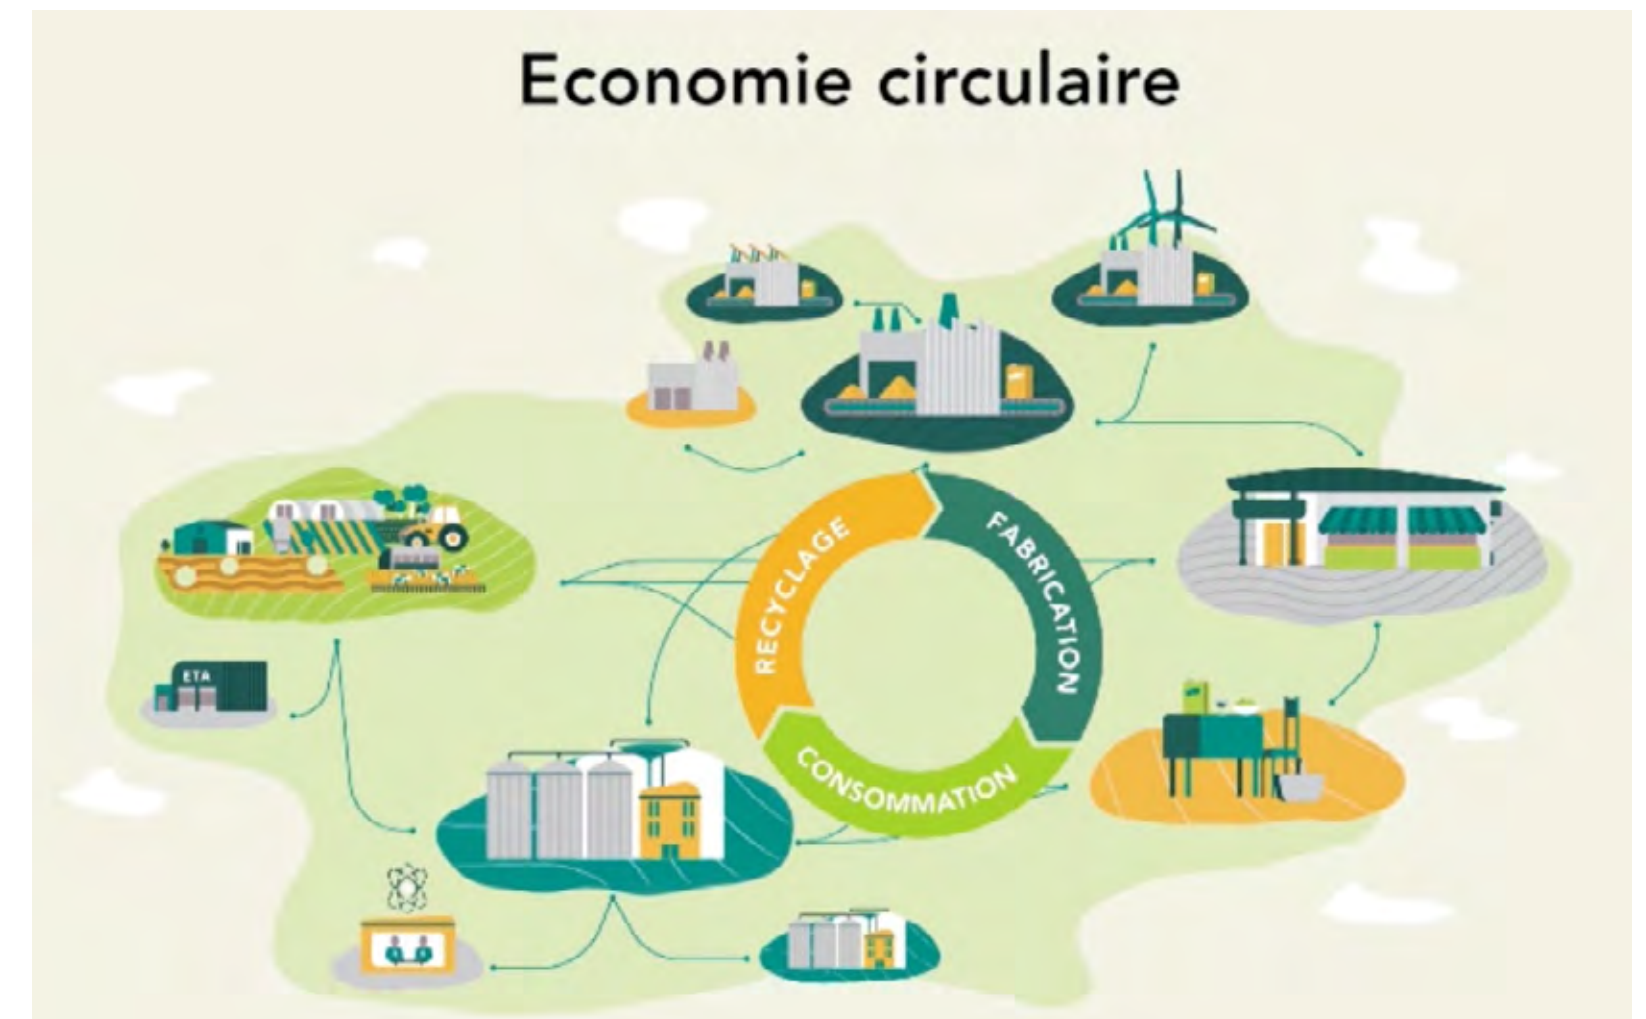 Economie circulaire
RECYCLAGE
FABRICATION
ETA
CONSOMMATION